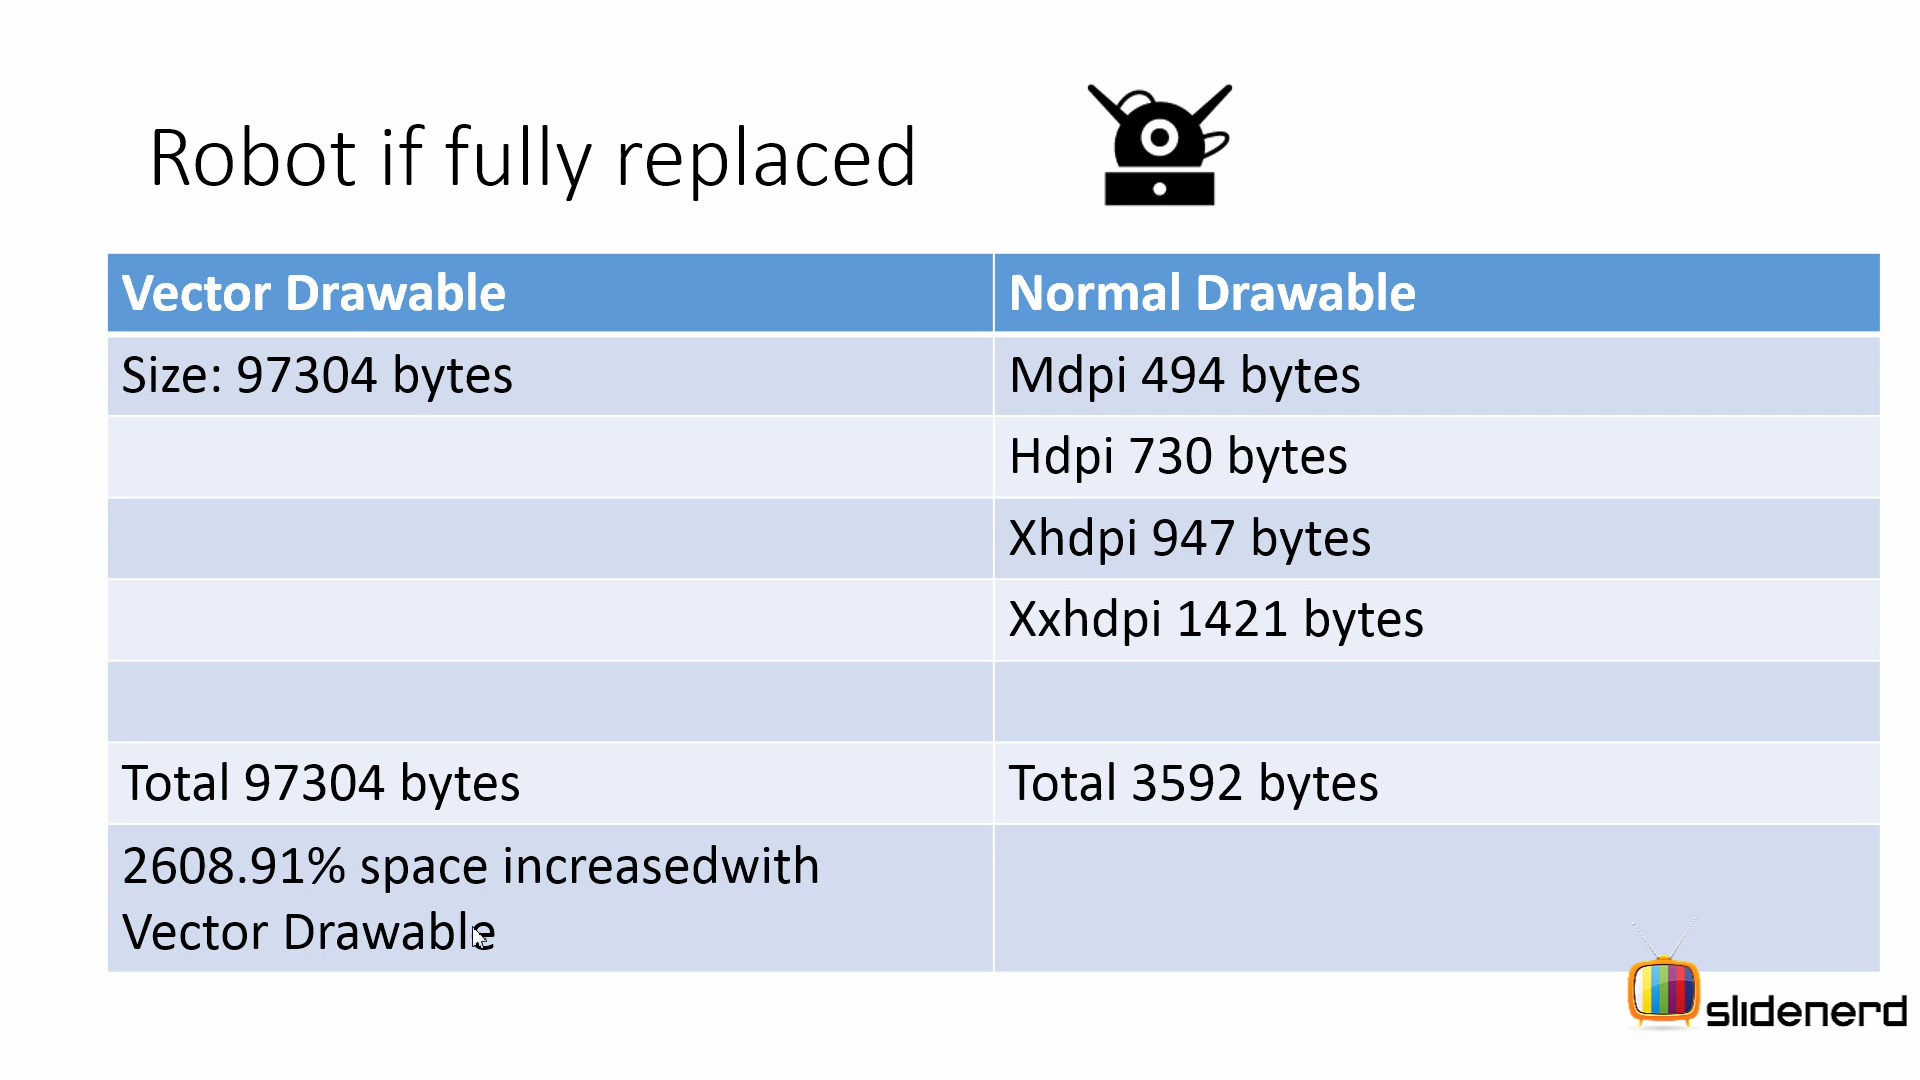 Robot if fully replaced
Vector Drawable
Normal Drawable
Size: 97304 bytes
Mdpi 494 bytes
Hdpi 730 bytes
Xhdpi 947 bytes
Xxhdpi 1421 bytes
Total 97304 bytes
Total 3592 bytes
2608.91% space increasedwith
Vector Drawable
slidenerd